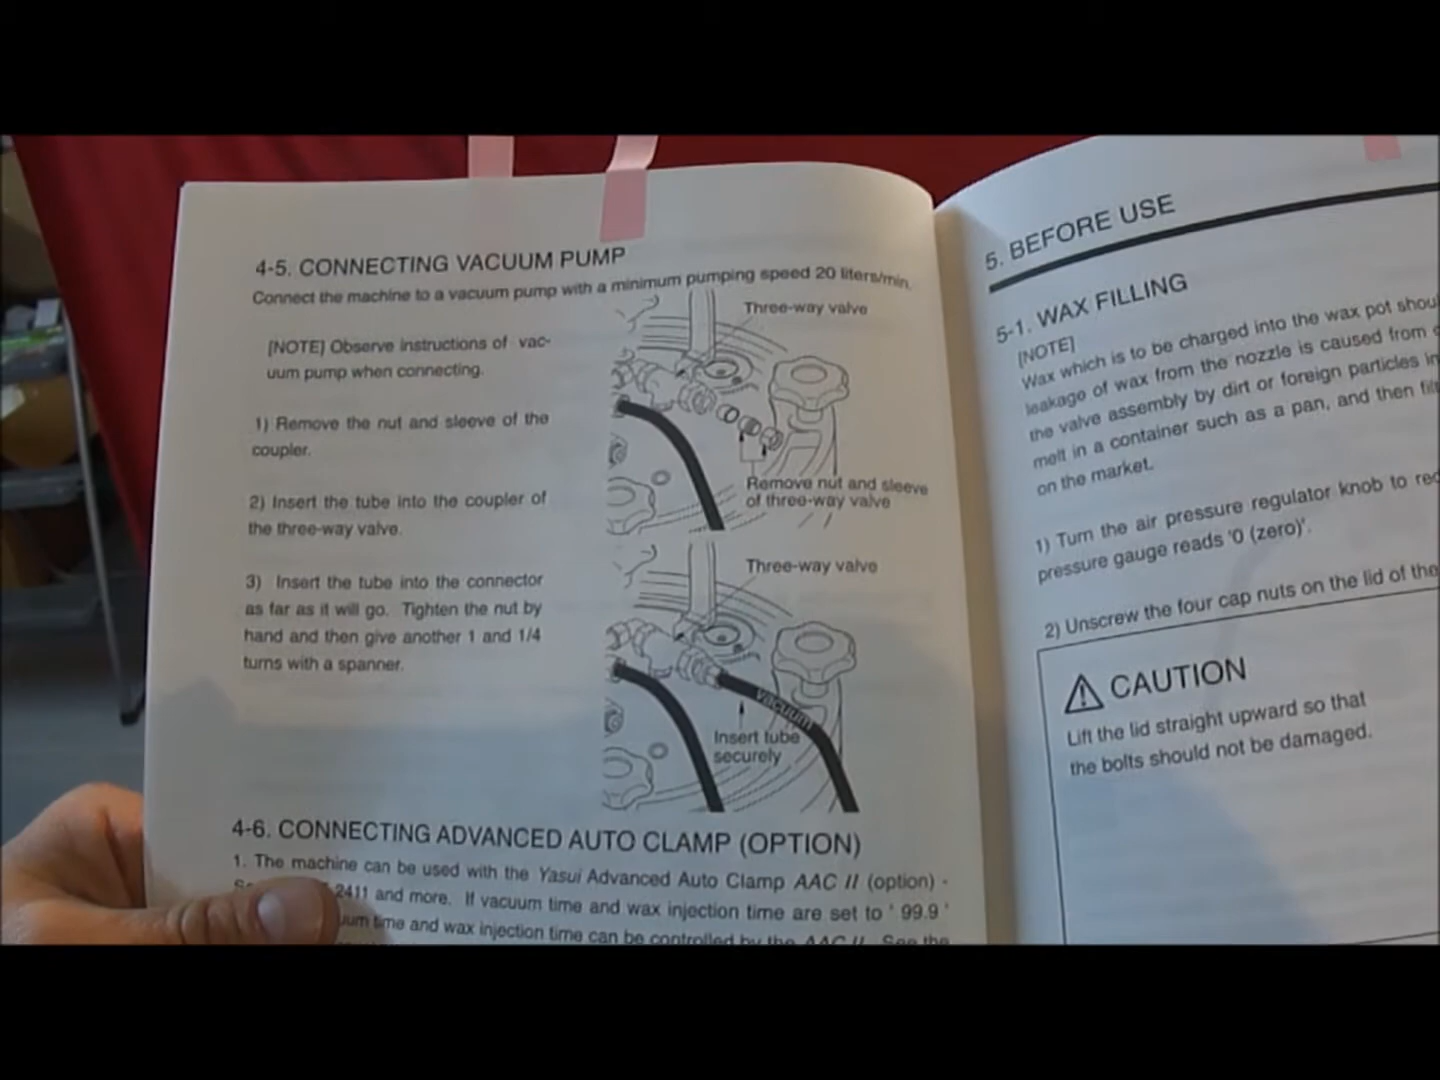 4-5. CONNECTING VACUUM PUMP
Connect the machine to a vacuum pump with a minimum pumping speed 20 liters/min.
[NOTE] Observe instructions of vac-
uum pump when connecting.
1) Remove the nut and sleeve of the
coupler.
2) Insert the tube into the coupler of
the three-way valve.
3) Insert the tube into the connector
as far as it will go. Tighten the nut by
hand and then give another 1 and 1/4
turns with a spanner.
Three-way valve
Remove nut and sleeve
of three-way valve
Three-way valve
vacuum
Insert tube
securely
4-6. CONNECTING ADVANCED AUTO CLAMP (OPTION)
1. The machine can be used with the Yasui Advanced Auto Clamp AAC II (option) -
2411 and more. If vacuum time and wax injection time are set to ' 99.9 '
time and wax injection time can be controlled by the AAC II. See the
5. BEFORE USE
5-1. WAX FILLING
[NOTE]
Wax which is to be charged into the wax pot
leakage of wax from the nozzle is caused from
the valve assembly by dirt or foreign particles in
melt in a container such as a pan, and then
on the market.
1) Turn the air pressure regulator knob to
pressure gauge reads '0 (zero)'.
2) Unscrew the four cap nuts on the lid of the
CAUTION
Lift the lid straight upward so that
the bolts should not be damaged.